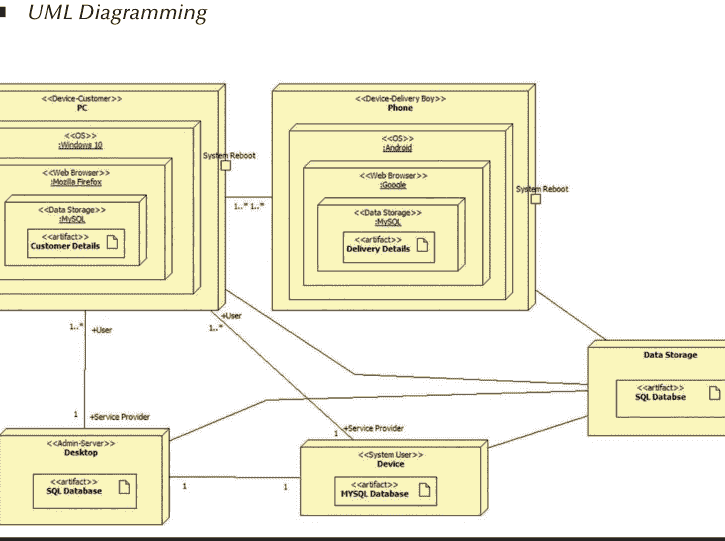 ▪ UML Diagramming
<<Device-Customer>>
PC
<<OS>>
:Windows 10
<<Web Browser>>
:Mozilla Firefox
<<Data Storage>>
:MySQL
<<artifact>>
Customer Details
System Reboot
1..* 1..*
<<Device-Delivery Boy>>
Phone
<<OS>>
:Android
<<Web Browser>>
:Google
<<Data Storage>>
:MySQL
<<artifact>>
Delivery Details
System Reboot
1..*
+User
+User
1..*
Data Storage
<<artifact>>
SQL Databse
1
+Service Provider
+Service Provider
1
<<Admin-Server>>
Desktop
<<artifact>>
SQL Database
1
1
<<System User>>
Device
<<artifact>>
MYSQL Database